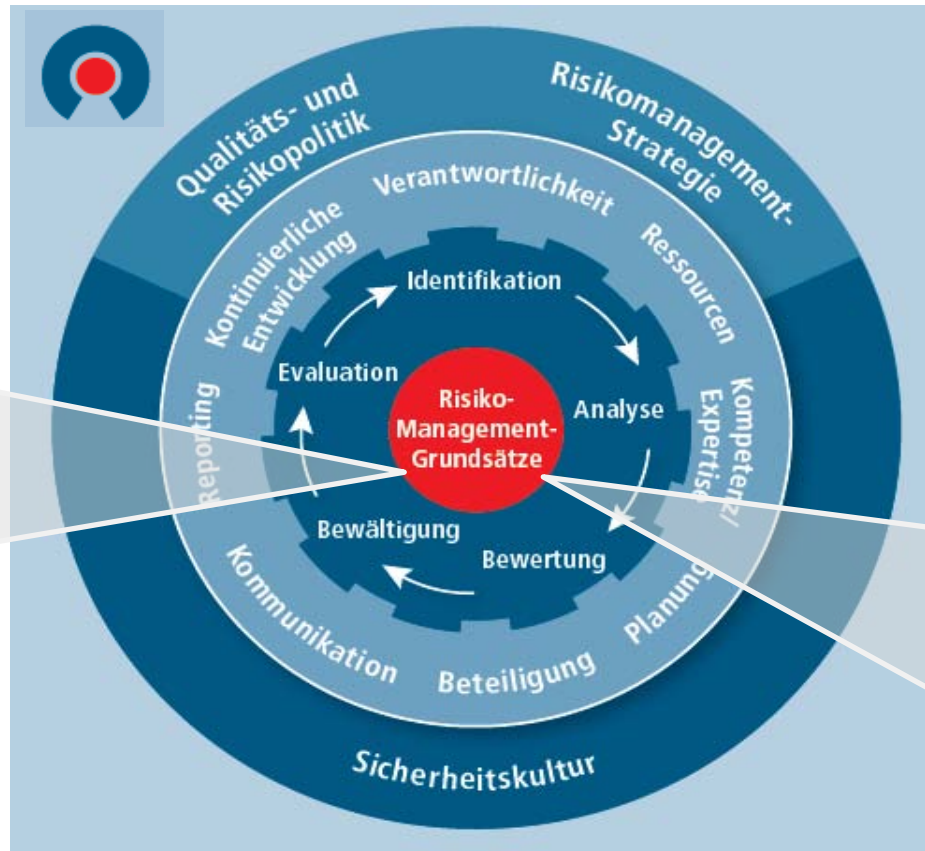 Qualitäts- und
Risikopolitik
Risikomanagement-
Strategie
Verantwortlichkeit
Kontinuierliche
Entwicklung
Ressourcen
Identifikation
Evaluation
Risiko-
Management-
Grundsätze
Analyse
Kompetenz/
Expertise
Reporting
Bewältigung
Bewertung
Planung
Kommunikation
Beteiligung
Sicherheitskultur